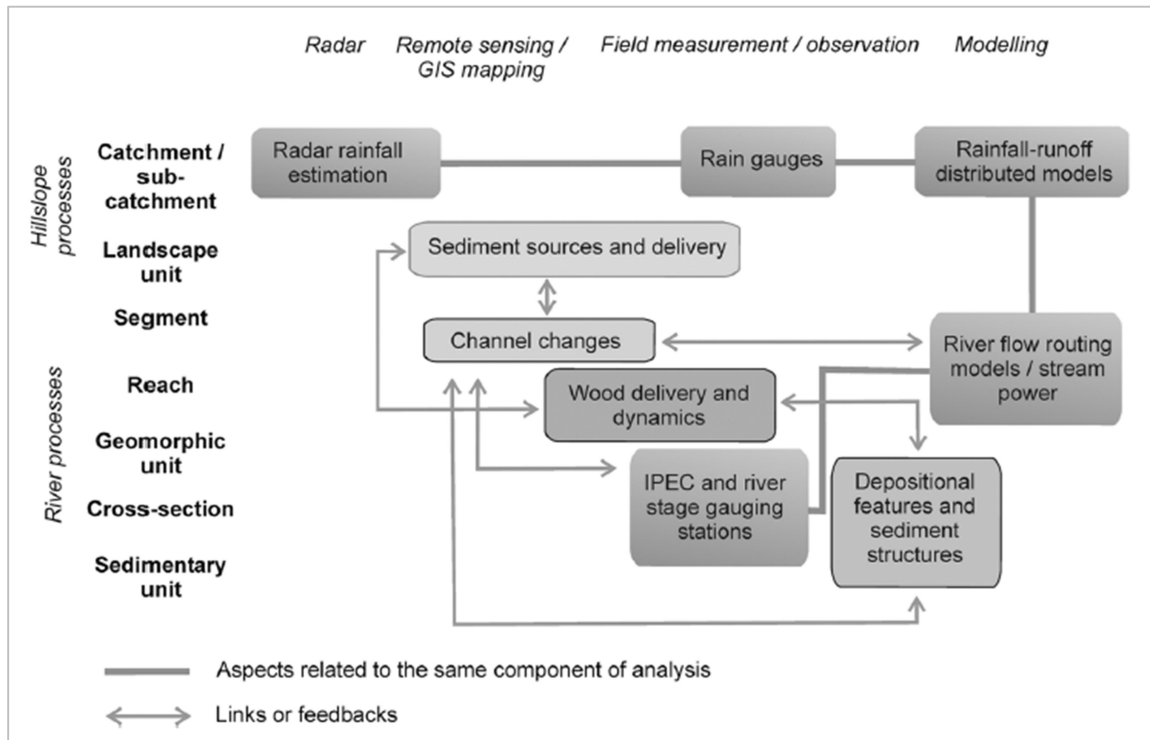 Radar
Remote sensing /
GIS mapping
Field measurement / observation
Modelling
Hillslope
processes
Catchment /
sub-
catchment
Radar rainfall
estimation
Rain gauges
Rainfall-runoff
distributed models
Landscape
unit
Sediment sources and delivery
Segment
Channel changes
River flow routing
models / stream
power
River processes
Reach
Wood delivery and
dynamics
Geomorphic
unit
IPEC and river
stage gauging
stations
Depositional
features and
sediment
structures
Cross-section
Sedimentary
unit
Aspects related to the same component of analysis
Links or feedbacks